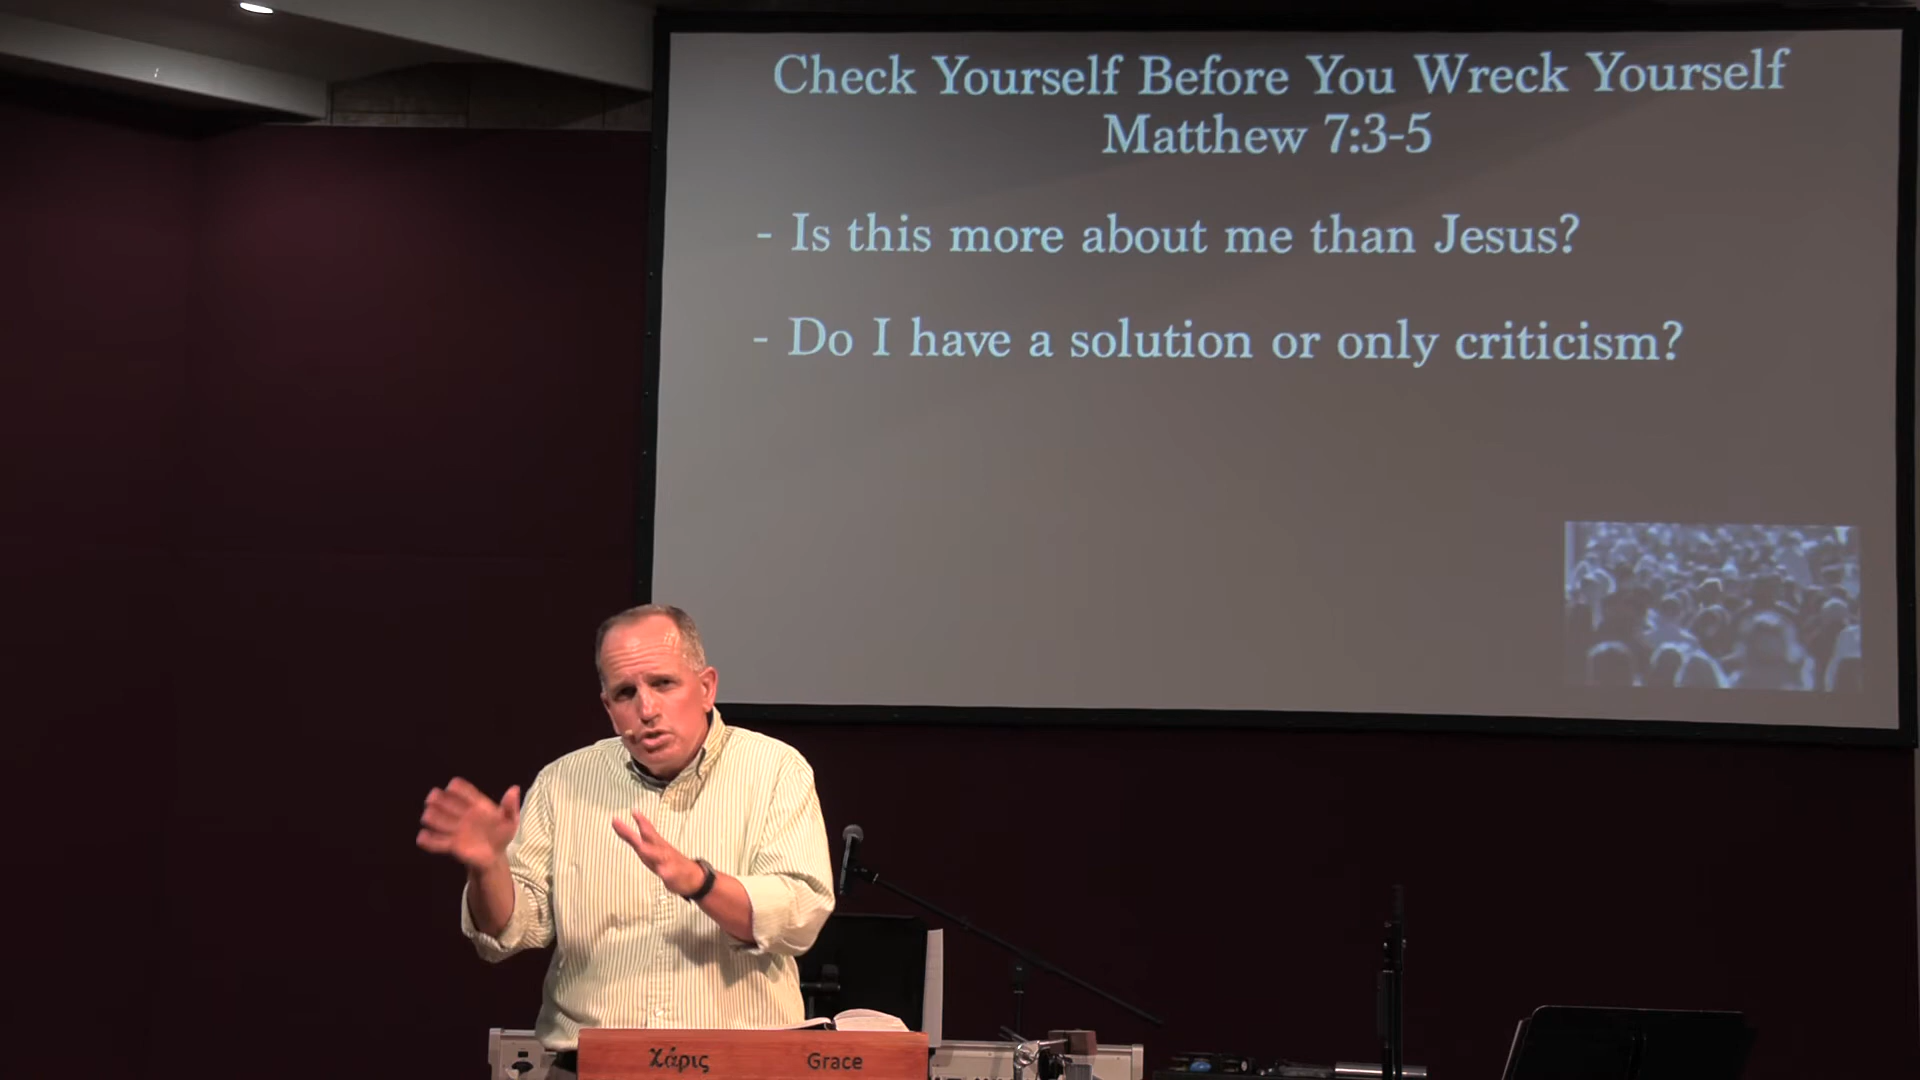 Check Yourself Before You Wreck Yourself
Matthew 7:3-5
- Is this more about me than Jesus?
- Do I have a solution or only criticism?
Χάρις Grace